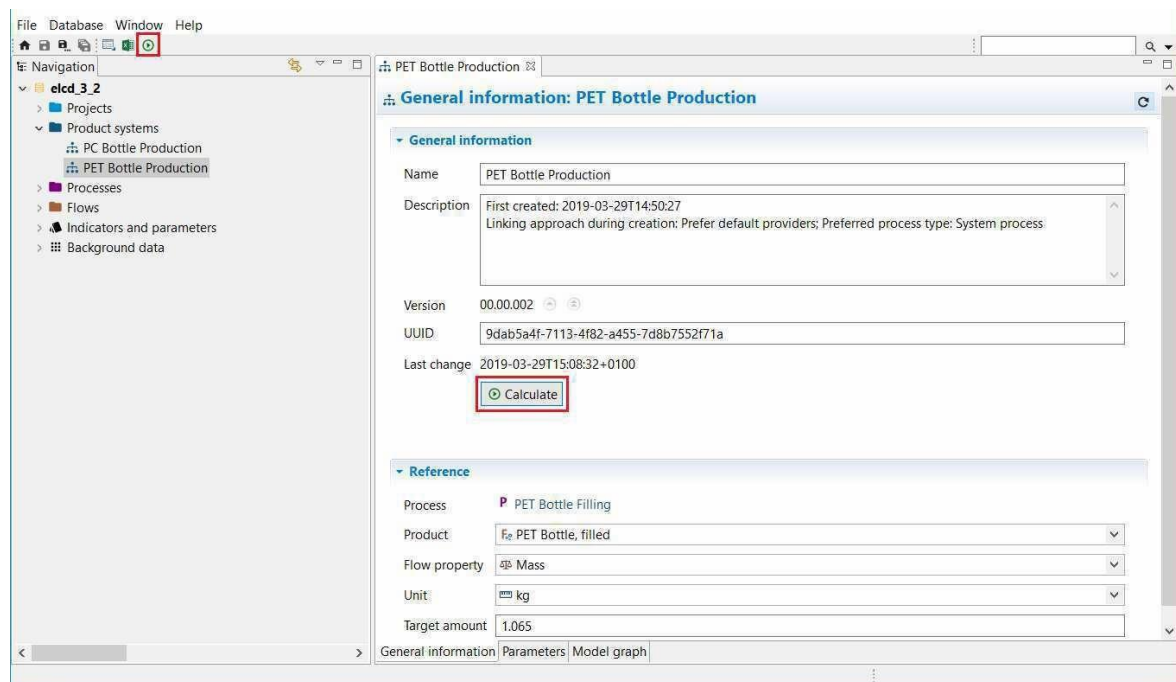 File Database Window Help
Navigation
elcd_3_2
Projects
Product systems
PC Bottle Production
PET Bottle Production
Processes
Flows
Indicators and parameters
Background data
PET Bottle Production
General information: PET Bottle Production
General information
Name PET Bottle Production
Description First created: 2019-03-29T14:50:27
Linking approach during creation: Prefer default providers; Preferred process type: System process
Version 00.00.002
UUID 9dab5a4f-7113-4f82-a455-7d8b7552f71a
Last change 2019-03-29T15:08:32+0100
Calculate
Reference
Process P PET Bottle Filling
Product PET Bottle, filled
Flow property Mass
Unit kg
Target amount 1.065
General information Parameters Model graph